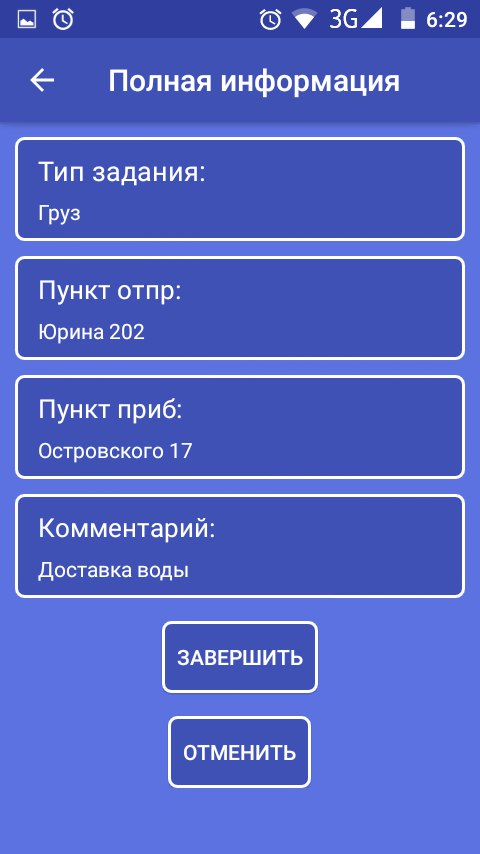 3G 6:29
Полная информация
Тип задания:
Груз
Пункт отпр:
Юрина 202
Пункт приб:
Островского 17
Комментарий:
Доставка воды
ЗАВЕРШИТЬ
ОТМЕНИТЬ